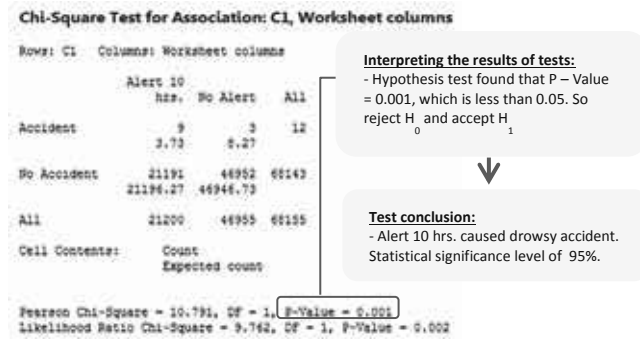 Chi-Square Test for Association: C1, Worksheet columns
Rows: C1 Columns: Worksheet columns
Alert 10
hrs. No Alert All
Accident 9 3 12
3.73 8.27
No Accident 21191 46952 68143
21196.27 46946.73
All 21200 46955 68155
Cell Contents: Count
Expected count
Pearson Chi-Square = 10.791, DF = 1, P-Value = 0.001
Likelihood Ratio Chi-Square = 9.762, DF = 1, P-Value = 0.002
Interpreting the results of tests:
- Hypothesis test found that P – Value
= 0.001, which is less than 0.05. So
reject H0 and accept H1
Test conclusion:
- Alert 10 hrs. caused drowsy accident.
Statistical significance level of 95%.